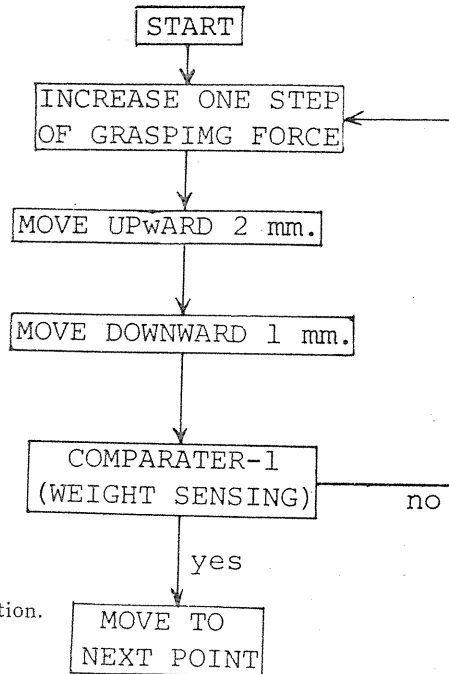 START
INCREASE ONE STEP
OF GRASPIMG FORCE
MOVE UPwARD 2 mm.
MOVE DOWNWARD 1 mm.
COMPARATER-1
(WEIGHT SENSING)
no
yes
tion.
MOVE TO
NEXT POINT